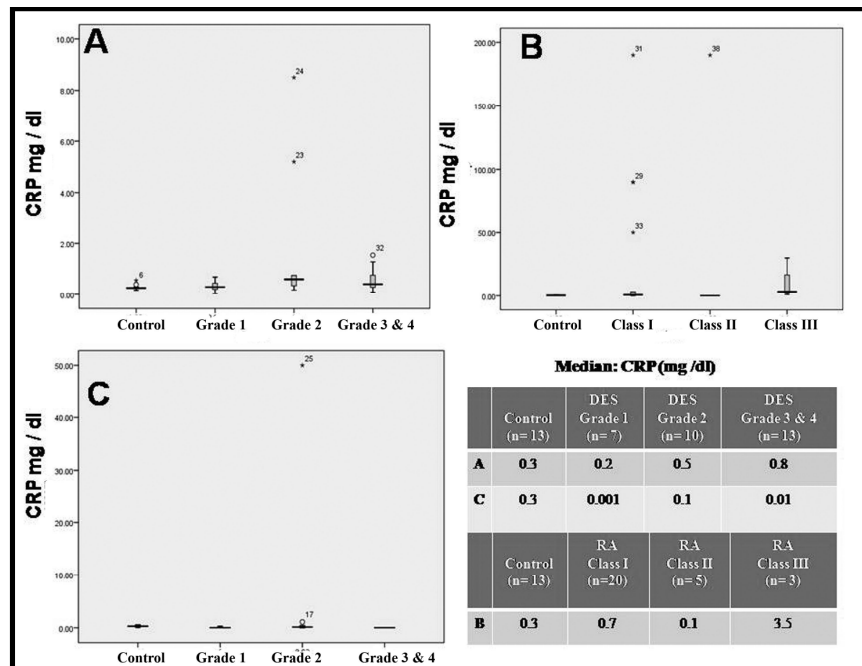 A
CRP mg / dl
10.00
8.00
6.00
4.00
2.00
0.00
24
23
32
6
Control Grade 1 Grade 2 Grade 3 & 4
B
CRP mg / dl
200.00
150.00
100.00
50.00
0.00
31
38
29
33
Control Class I Class II Class III
C
CRP mg / dl
50.00
40.00
30.00
20.00
10.00
0.00
25
17
Control Grade 1 Grade 2 Grade 3 & 4
Median: CRP (mg /dl)
Control (n= 13) DES Grade 1 (n= 7) DES Grade 2 (n= 10) DES Grade 3 & 4 (n= 13)
A 0.3 0.2 0.5 0.8
C 0.3 0.001 0.1 0.01
Control (n= 13) RA Class I (n=20) RA Class II (n= 5) RA Class III (n= 3)
B 0.3 0.7 0.1 3.5